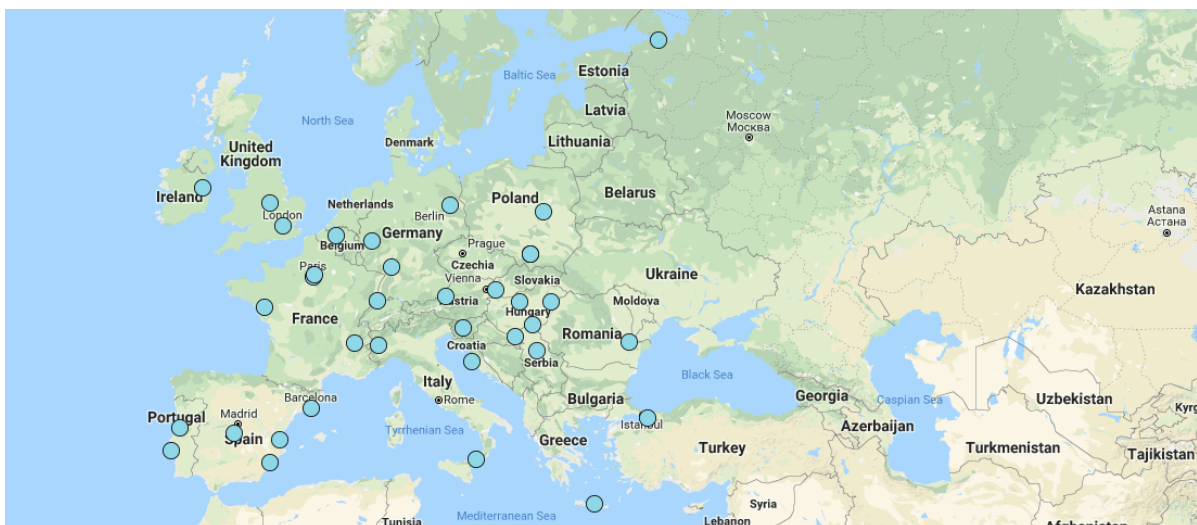 Estonia
Baltic Sea
Latvia
Moscow
Москва
North Sea
Denmark
Lithuania
United
Kingdom
Belarus
Ireland
Poland
Netherlands
London
Berlin
Astana
Астана
Belgium
Germany
Prague
Czechia
Paris
Vienna
Slovakia
Ukraine
Kazakhstan
Austria
Hungary
Moldova
France
Romania
Croatia
Serbia
Black Sea
Italy
Rome
Bulgaria
Georgia
Caspian Sea
Uzbekistan
Barcelona
Portugal
Madrid
Spain
Tyrrhenian Sea
Istanbul
Azerbaijan
Greece
Turkey
Turkmenistan
Tajikistan
Syria
Mediterranean Sea
Tunisia
Lebanon